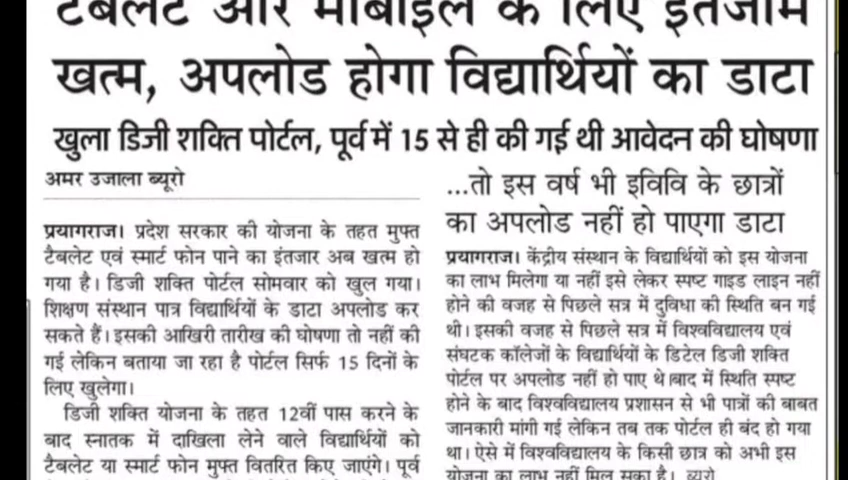 टैबलेट और मोबाइल के लिए इंतजाम
खत्म, अपलोड होगा विद्यार्थियों का डाटा
खुला डिजी शक्ति पोर्टल, पूर्व में 15 से ही की गई थी आवेदन की घोषणा
अमर उजाला ब्यूरो
प्रयागराज। प्रदेश सरकार की योजना के तहत मुफ्त
टैबलेट एवं स्मार्ट फोन पाने का इंतजार अब खत्म हो
गया है। डिजी शक्ति पोर्टल सोमवार को खुल गया।
शिक्षण संस्थान पात्र विद्यार्थियों के डाटा अपलोड कर
सकते हैं। इसकी आखिरी तारीख की घोषणा तो नहीं की
गई लेकिन बताया जा रहा है पोर्टल सिर्फ 15 दिनों के
लिए खुलेगा।
डिजी शक्ति योजना के तहत 12वीं पास करने के
बाद स्नातक में दाखिला लेने वाले विद्यार्थियों को
टैबलेट या स्मार्ट फोन मुफ्त वितरित किए जाएंगे। पूर्व
...तो इस वर्ष भी इविवि के छात्रों
का अपलोड नहीं हो पाएगा डाटा
प्रयागराज। केंद्रीय संस्थान के विद्यार्थियों को इस योजना
का लाभ मिलेगा या नहीं इसे लेकर स्पष्ट गाइड लाइन नहीं
होने की वजह से पिछले सत्र में दुविधा की स्थिति बन गई
थी। इसकी वजह से पिछले सत्र में विश्वविद्यालय एवं
संघटक कॉलेजों के विद्यार्थियों के डिटेल डिजी शक्ति
पोर्टल पर अपलोड नहीं हो पाए थे।बाद में स्थिति स्पष्ट
होने के बाद विश्वविद्यालय प्रशासन से भी पात्रों की बाबत
जानकारी मांगी गई लेकिन तब तक पोर्टल ही बंद हो गया
था। ऐसे में विश्वविद्यालय के किसी छात्र को अभी इस
योजना का लाभ नहीं मिल सका है। ब्यूरो